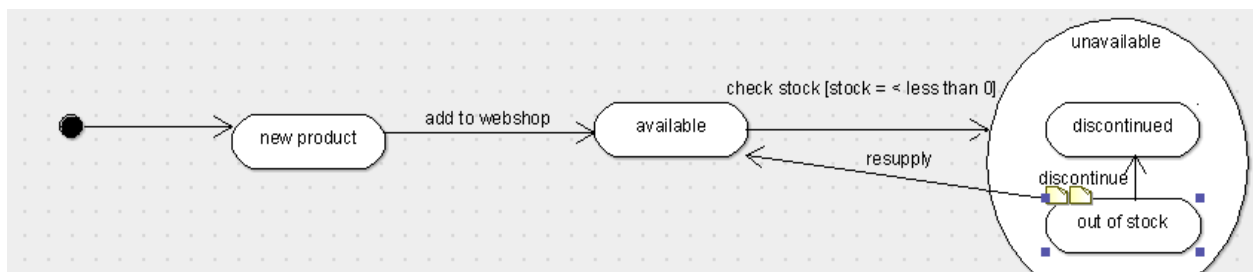 unavailable
check stock [stock = < less than 0]
add to webshop
new product
available
discontinued
resupply
discontinue
out of stock